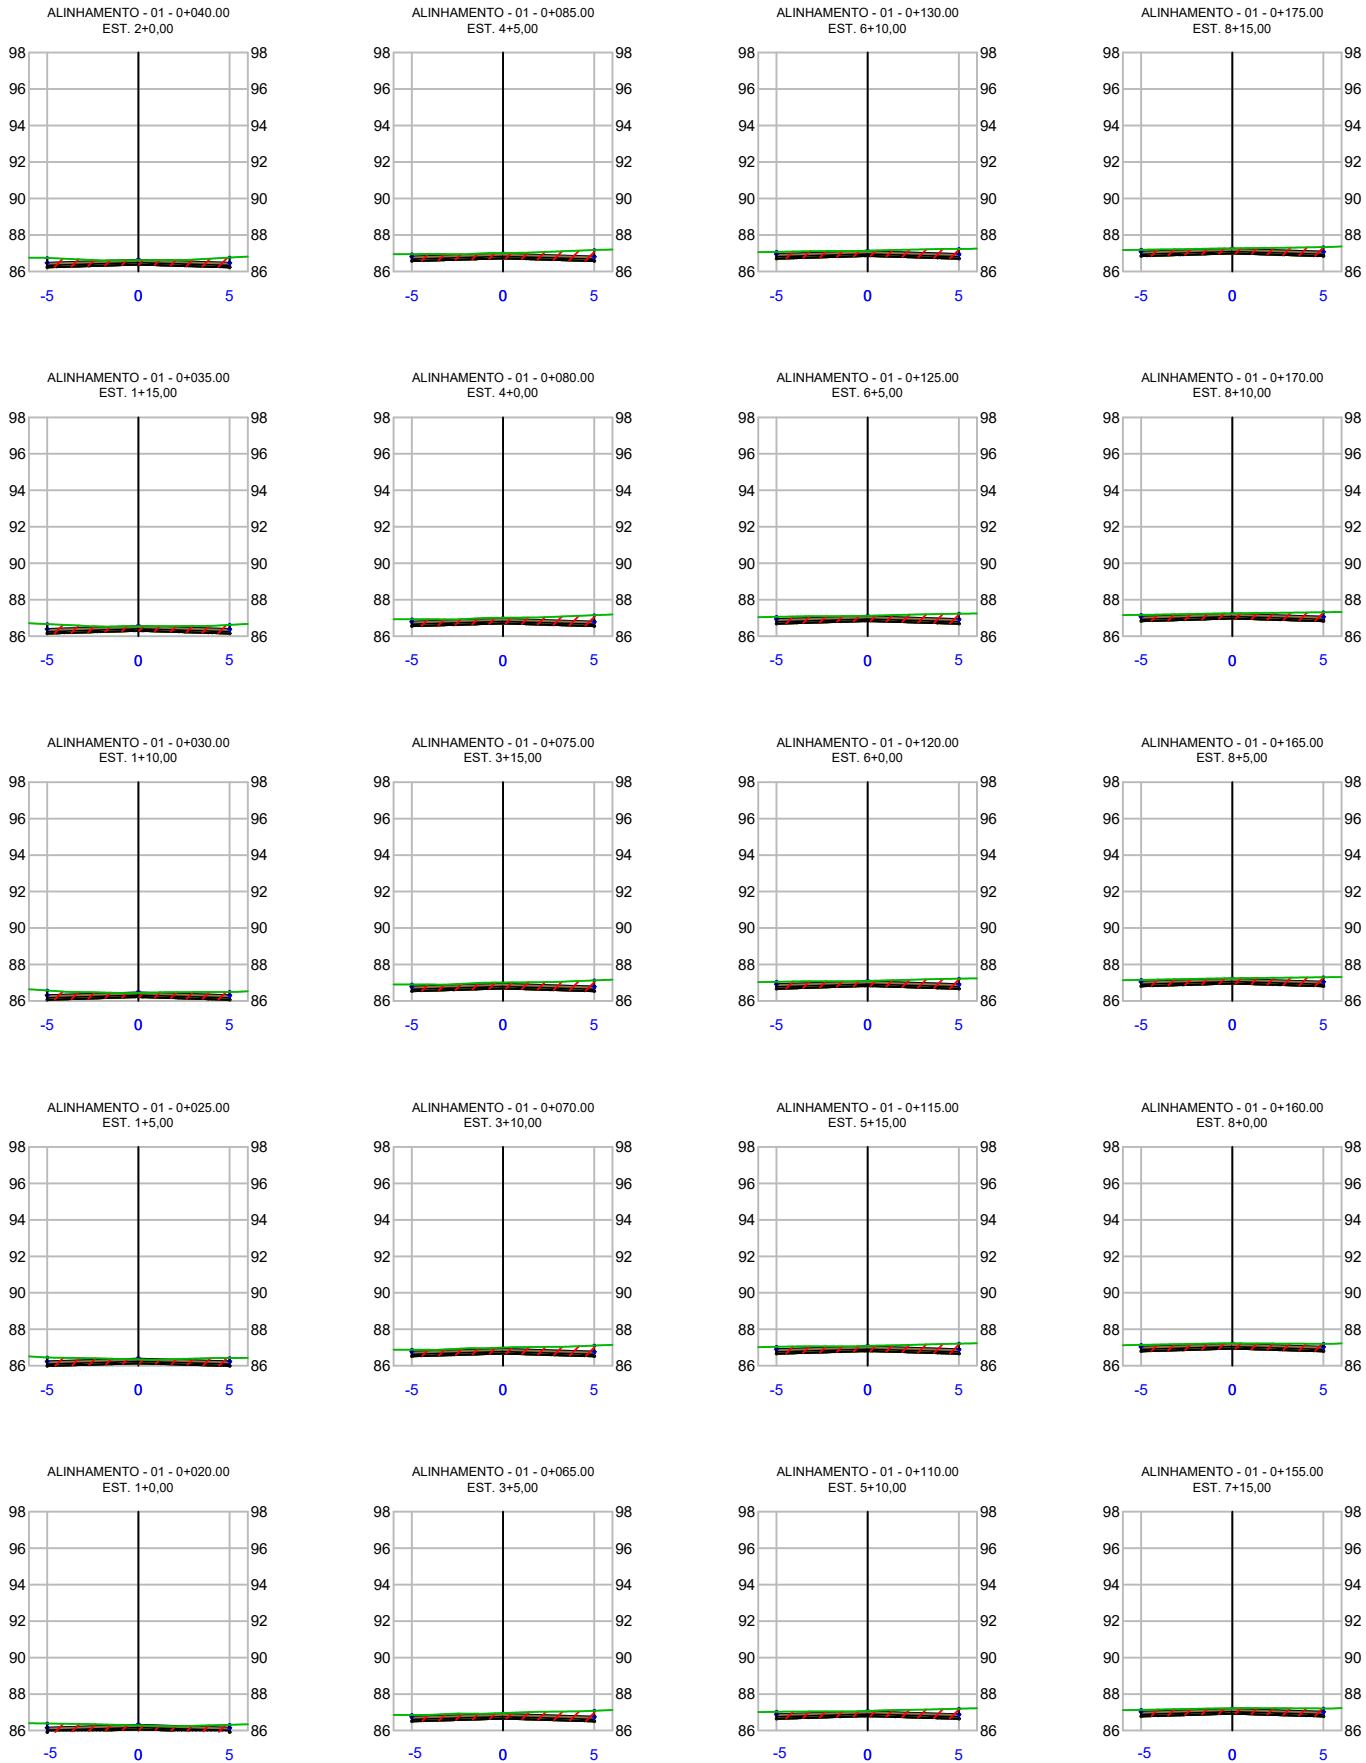 ALINHAMENTO - 01 - 0+040.00
EST. 2+0,00
98 98
96 96
94 94
92 92
90 90
88 88
86 86
-5 0 5
ALINHAMENTO - 01 - 0+085.00
EST. 4+5,00
98 98
96 96
94 94
92 92
90 90
88 88
86 86
-5 0 5
ALINHAMENTO - 01 - 0+130.00
EST. 6+10,00
98 98
96 96
94 94
92 92
90 90
88 88
86 86
-5 0 5
ALINHAMENTO - 01 - 0+175.00
EST. 8+15,00
98 98
96 96
94 94
92 92
90 90
88 88
86 86
-5 0 5
ALINHAMENTO - 01 - 0+035.00
EST. 1+15,00
98 98
96 96
94 94
92 92
90 90
88 88
86 86
-5 0 5
ALINHAMENTO - 01 - 0+080.00
EST. 4+0,00
98 98
96 96
94 94
92 92
90 90
88 88
86 86
-5 0 5
ALINHAMENTO - 01 - 0+125.00
EST. 6+5,00
98 98
96 96
94 94
92 92
90 90
88 88
86 86
-5 0 5
ALINHAMENTO - 01 - 0+170.00
EST. 8+10,00
98 98
96 96
94 94
92 92
90 90
88 88
86 86
-5 0 5
ALINHAMENTO - 01 - 0+030.00
EST. 1+10,00
98 98
96 96
94 94
92 92
90 90
88 88
86 86
-5 0 5
ALINHAMENTO - 01 - 0+075.00
EST. 3+15,00
98 98
96 96
94 94
92 92
90 90
88 88
86 86
-5 0 5
ALINHAMENTO - 01 - 0+120.00
EST. 6+0,00
98 98
96 96
94 94
92 92
90 90
88 88
86 86
-5 0 5
ALINHAMENTO - 01 - 0+165.00
EST. 8+5,00
98 98
96 96
94 94
92 92
90 90
88 88
86 86
-5 0 5
ALINHAMENTO - 01 - 0+025.00
EST. 1+5,00
98 98
96 96
94 94
92 92
90 90
88 88
86 86
-5 0 5
ALINHAMENTO - 01 - 0+070.00
EST. 3+10,00
98 98
96 96
94 94
92 92
90 90
88 88
86 86
-5 0 5
ALINHAMENTO - 01 - 0+115.00
EST. 5+15,00
98 98
96 96
94 94
92 92
90 90
88 88
86 86
-5 0 5
ALINHAMENTO - 01 - 0+160.00
EST. 8+0,00
98 98
96 96
94 94
92 92
90 90
88 88
86 86
-5 0 5
ALINHAMENTO - 01 - 0+020.00
EST. 1+0,00
98 98
96 96
94 94
92 92
90 90
88 88
86 86
-5 0 5
ALINHAMENTO - 01 - 0+065.00
EST. 3+5,00
98 98
96 96
94 94
92 92
90 90
88 88
86 86
-5 0 5
ALINHAMENTO - 01 - 0+110.00
EST. 5+10,00
98 98
96 96
94 94
92 92
90 90
88 88
86 86
-5 0 5
ALINHAMENTO - 01 - 0+155.00
EST. 7+15,00
98 98
96 96
94 94
92 92
90 90
88 88
86 86
-5 0 5